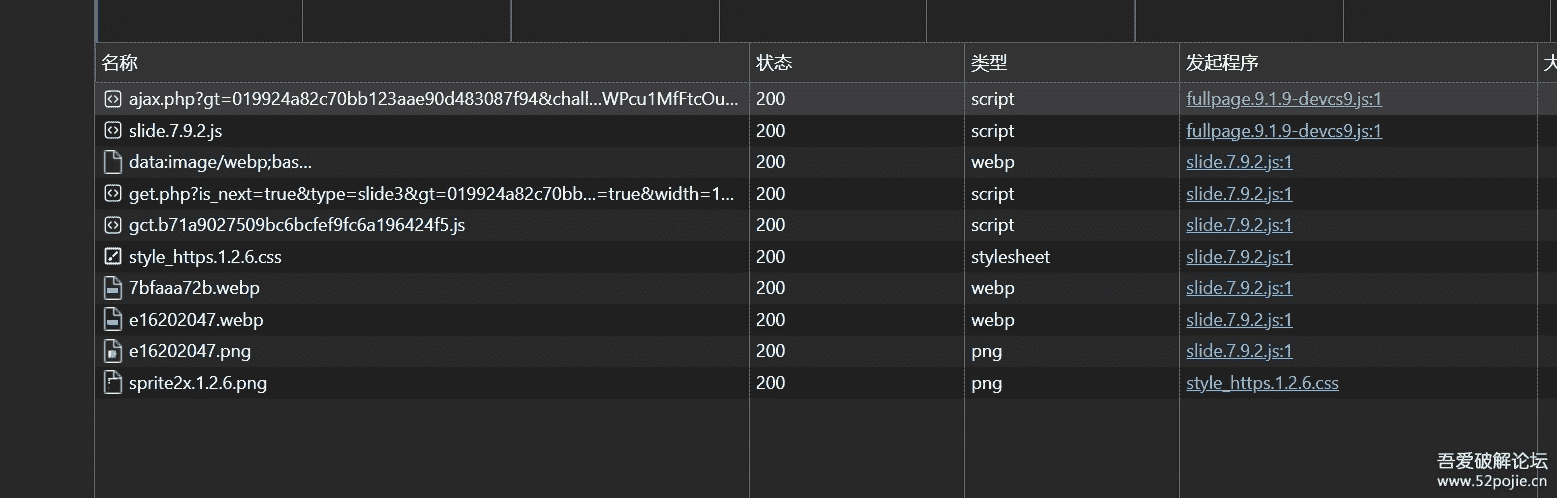 名称 状态 类型 发起程序 大
ajax.php?gt=019924a82c70bb123aae90d483087f94&chall...WPcu1MfFtcOu... 200 script fullpage.9.1.9-devcs9.js:1
slide.7.9.2.js 200 script fullpage.9.1.9-devcs9.js:1
data:image/webp;bas... 200 webp slide.7.9.2.js:1
get.php?is_next=true&type=slide3&gt=019924a82c70bb...=true&width=1... 200 script slide.7.9.2.js:1
gct.b71a9027509bc6bcfef9fc6a196424f5.js 200 script slide.7.9.2.js:1
style_https.1.2.6.css 200 stylesheet slide.7.9.2.js:1
7bfaaa72b.webp 200 webp slide.7.9.2.js:1
e16202047.webp 200 webp slide.7.9.2.js:1
e16202047.png 200 png slide.7.9.2.js:1
sprite2x.1.2.6.png 200 png style_https.1.2.6.css
吾爱破解论坛
www.52pojie.cn